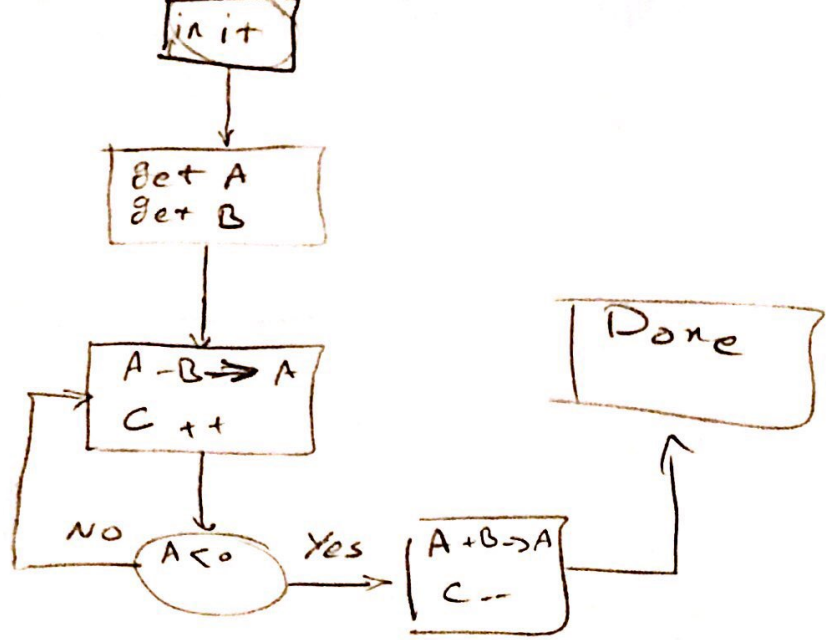 init
get A
get B
A - B → A
C ++
A < 0
NO
Yes
A + B → A
C --
Done